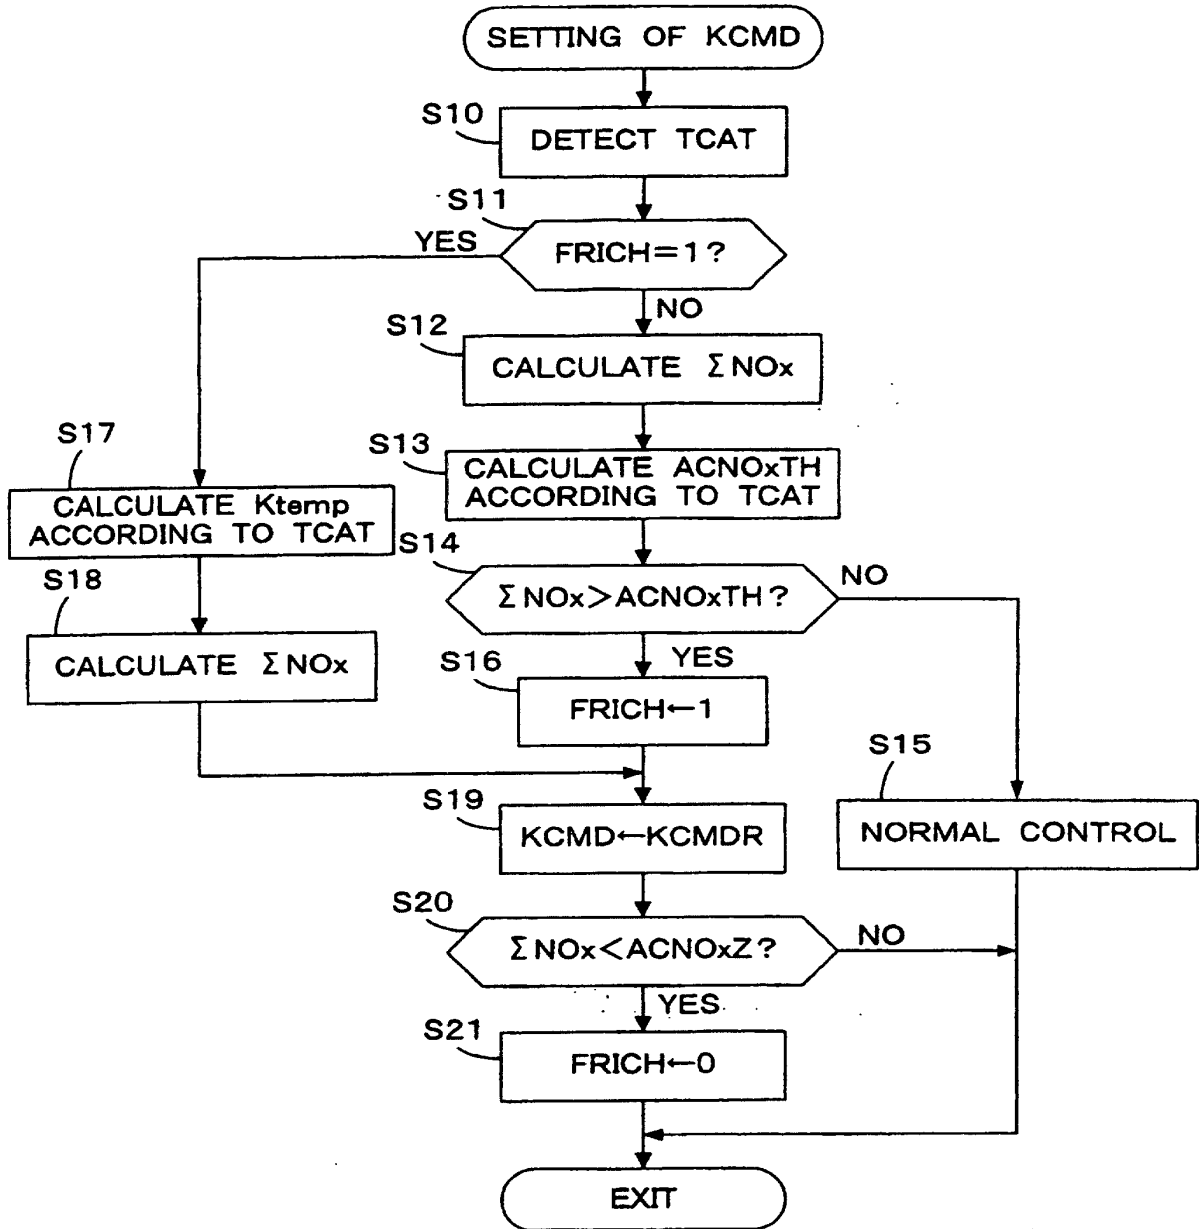 SETTING OF KCMD
S10
DETECT TCAT
S11
FRICH=1?
YES
NO
S12
CALCULATE ΣNOx
S13
CALCULATE ACNOxTH
ACCORDING TO TCAT
S17
CALCULATE Ktemp
ACCORDING TO TCAT
S14
ΣNOx>ACNOxTH?
NO
YES
S18
CALCULATE ΣNOx
S16
FRICH←1
S15
NORMAL CONTROL
S19
KCMD←KCMDR
S20
ΣNOx<ACNOxZ?
NO
YES
S21
FRICH←0
EXIT